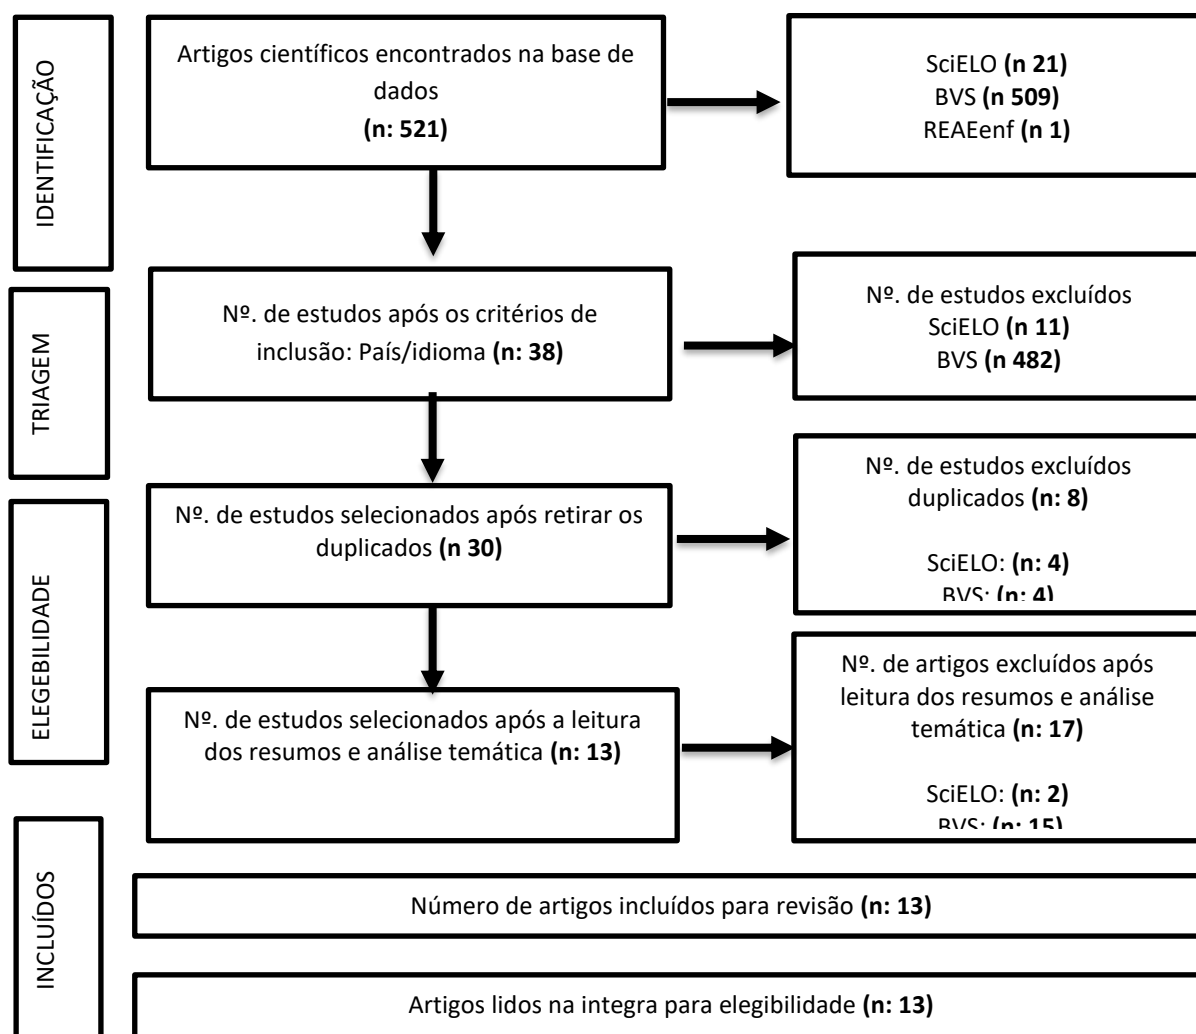 IDENTIFICAÇÃO
Artigos científicos encontrados na base de
dados
(n: 521)
SciELO (n 21)
BVS (n 509)
REAEenf (n 1)
TRIAGEM
Nº. de estudos após os critérios de
inclusão: País/idioma (n: 38)
Nº. de estudos excluídos
SciELO (n 11)
BVS (n 482)
ELEGEBILIDADE
Nº. de estudos selecionados após retirar os
duplicados (n 30)
Nº. de estudos excluídos
duplicados (n: 8)
SciELO: (n: 4)
BVS: (n: 4)
Nº. de estudos selecionados após a leitura
dos resumos e análise temática (n: 13)
Nº. de artigos excluídos após
leitura dos resumos e análise
temática (n: 17)
SciELO: (n: 2)
BVS: (n: 15)
INCLUÍDOS
Número de artigos incluídos para revisão (n: 13)
Artigos lidos na integra para elegibilidade (n: 13)